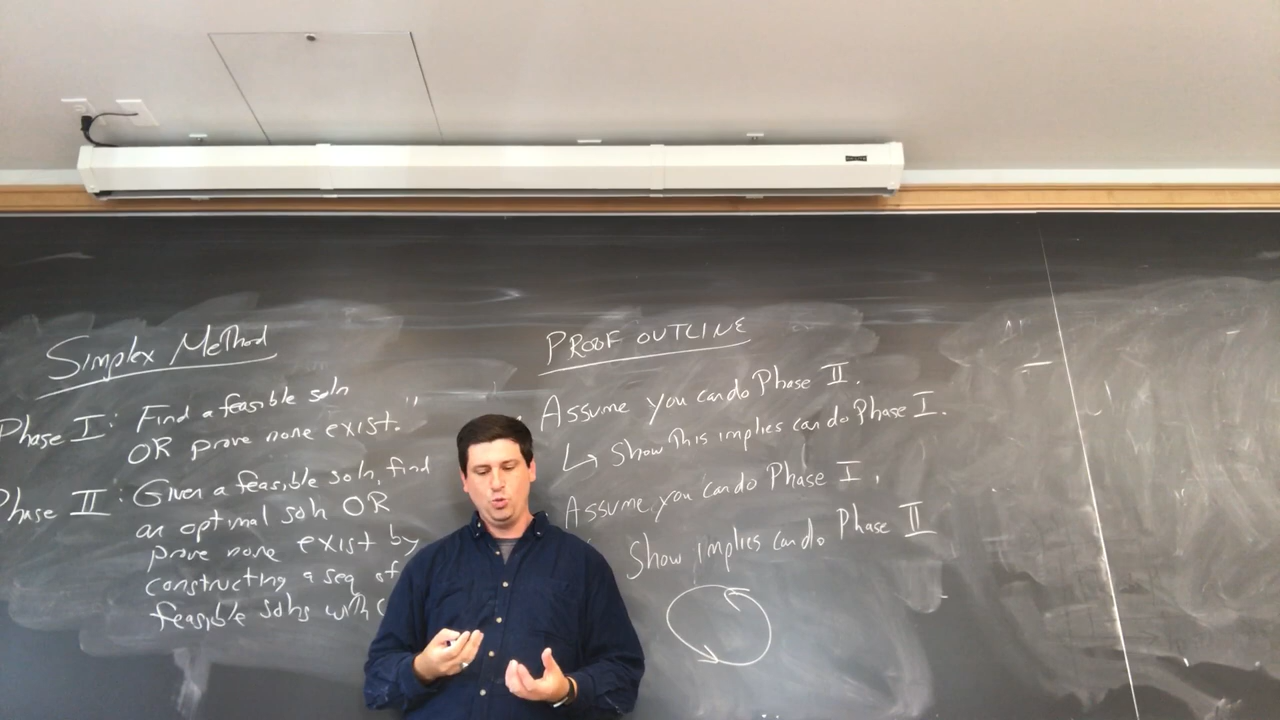 Simplex Method
Phase I: Find a feasible soln
OR prove none exist."
Phase II: Given a feasible soln, find
an optimal soln OR
prove none exist by
constructing a seq of
feasible solns with
PROOF OUTLINE
Assume you can do Phase II.
↳ Show This implies can do Phase I.
Assume you can do Phase I,
Show implies can do Phase II